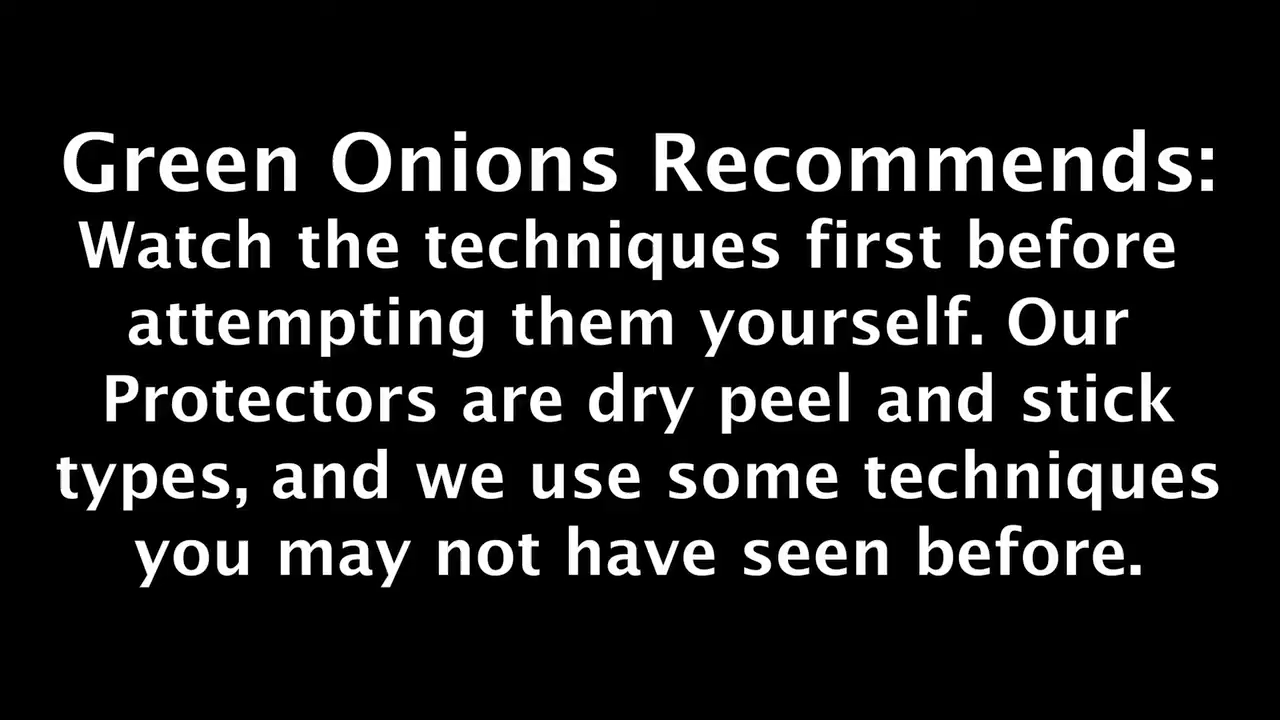 Green Onions Recommends:
Watch the techniques first before
attempting them yourself. Our
Protectors are dry peel and stick
types, and we use some techniques
you may not have seen before.